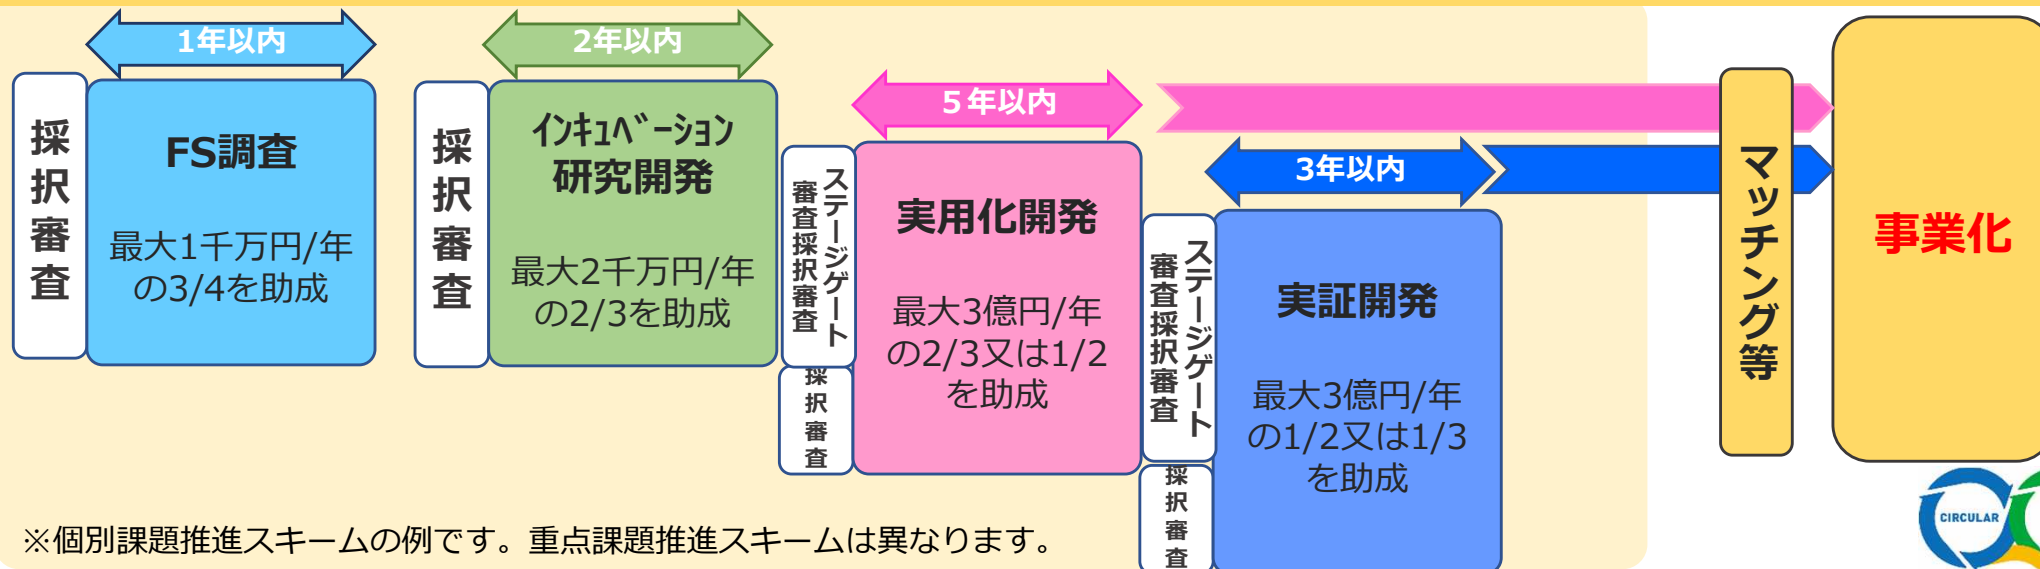 1年以内
採択審査
FS調査
最大1千万円/年
の3/4を助成
2年以内
採択審査
ｲﾝｷｭﾍﾞｰｼｮﾝ
研究開発
最大2千万円/年
の2/3を助成
５年以内
ステージゲート
審査採択審査
採択審査
実用化開発
最大3億円/年
の2/3又は1/2
を助成
3年以内
ステージゲート
審査採択審査
採択審査
実証開発
最大3億円/年
の1/2又は1/3
を助成
マッチング等
事業化
※個別課題推進スキームの例です。重点課題推進スキームは異なります。
CIRCULAR